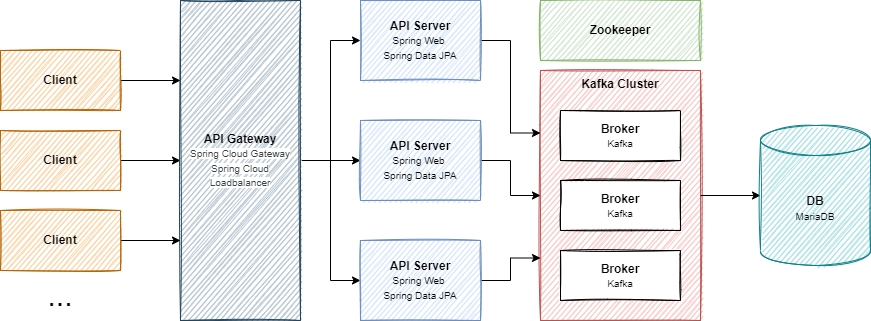 Client
Client
Client
...
API Gateway
Spring Cloud Gateway
Spring Cloud
Loadbalancer
API Server
Spring Web
Spring Data JPA
API Server
Spring Web
Spring Data JPA
API Server
Spring Web
Spring Data JPA
Zookeeper
Kafka Cluster
Broker
Kafka
Broker
Kafka
Broker
Kafka
DB
MariaDB